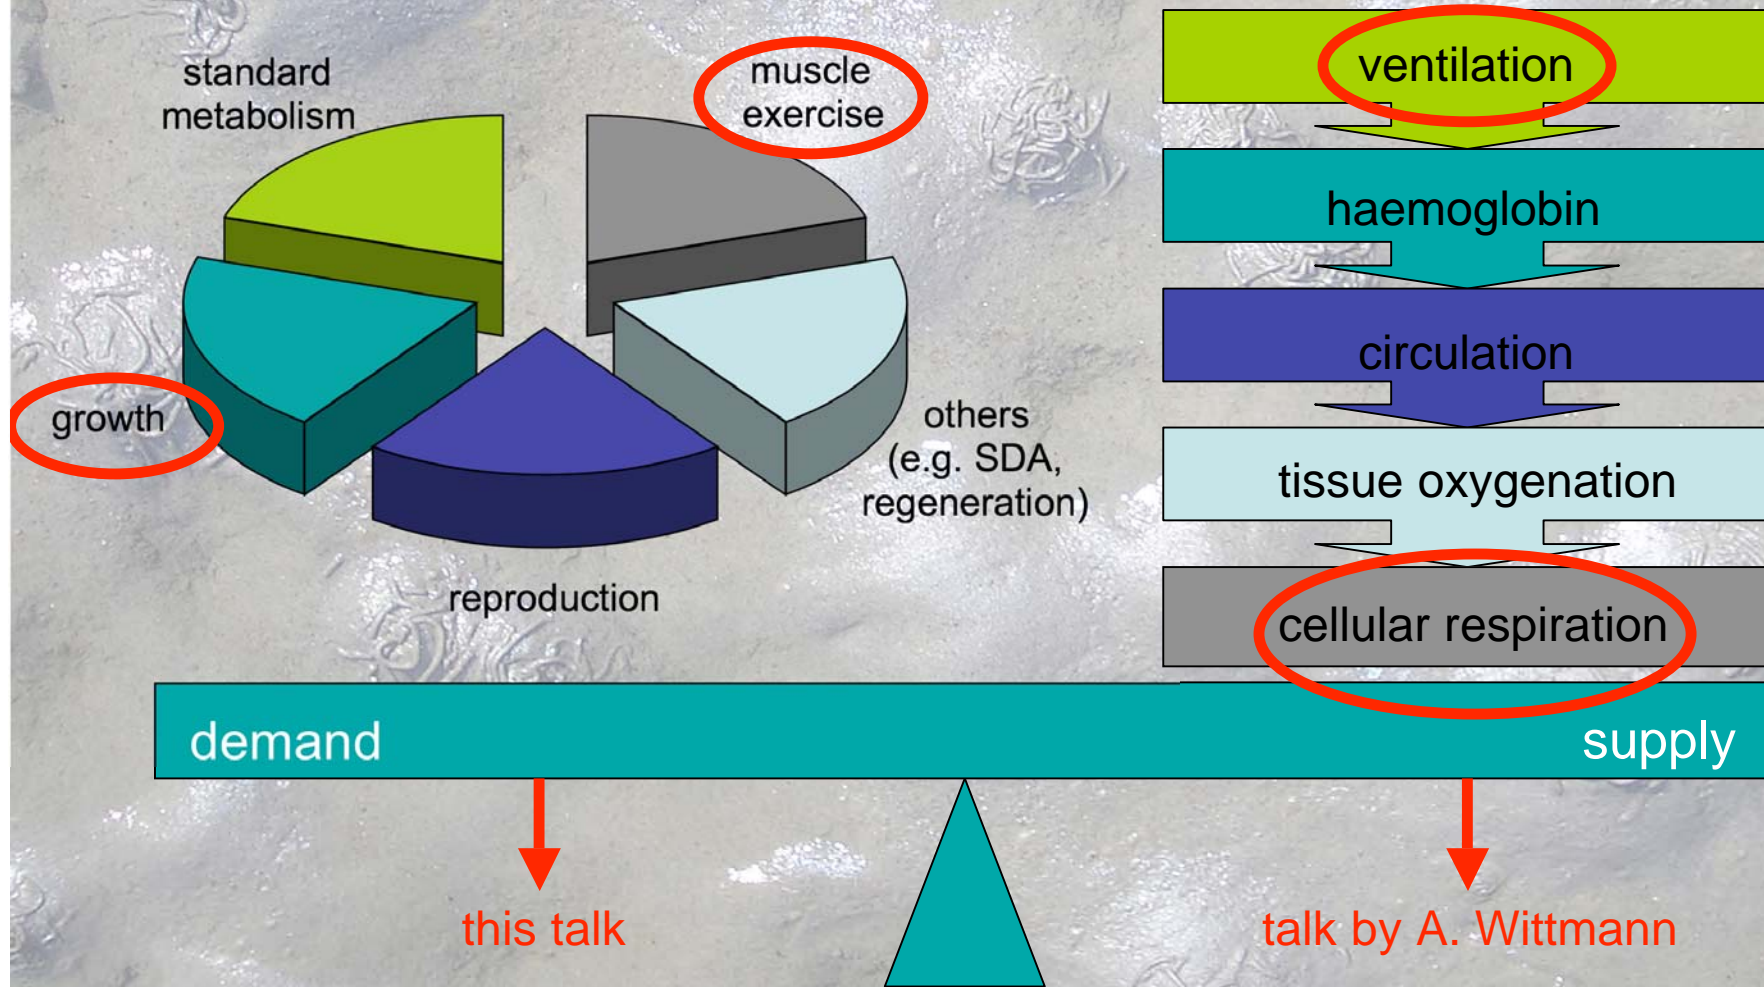 standard
metabolism
muscle
exercise
growth
others
(e.g. SDA,
regeneration)
reproduction
ventilation
haemoglobin
circulation
tissue oxygenation
cellular respiration
demand
supply
this talk
talk by A. Wittmann